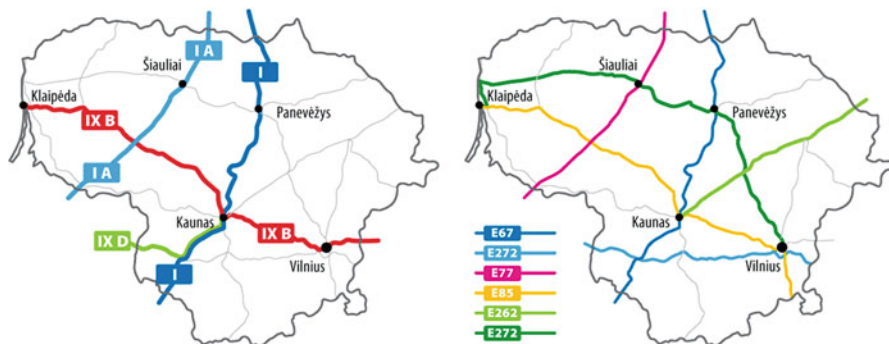 I A
I
Šiauliai
Klaipėda
Panevėžys
IX B
I A
Kaunas
IX D
IX B
Vilnius
I
Šiauliai
Klaipėda
Panevėžys
Kaunas
Vilnius
E67
E272
E77
E85
E262
E272